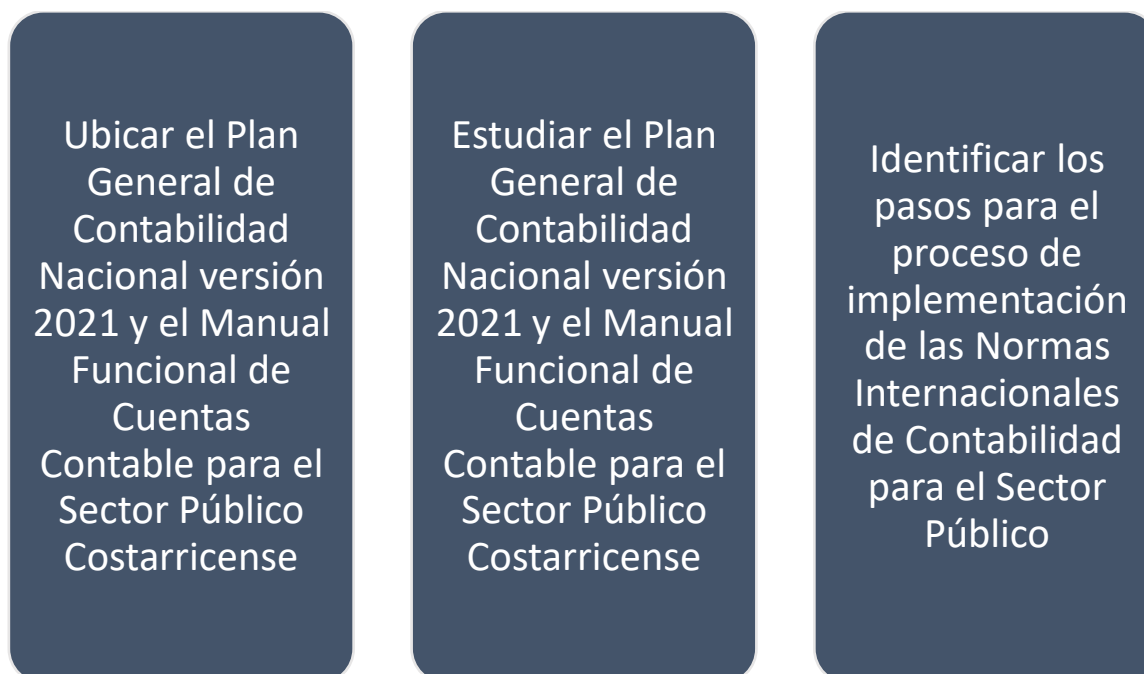 Ubicar el Plan
General de
Contabilidad
Nacional versión
2021 y el Manual
Funcional de
Cuentas
Contable para el
Sector Público
Costarricense
Estudiar el Plan
General de
Contabilidad
Nacional versión
2021 y el Manual
Funcional de
Cuentas
Contable para el
Sector Público
Costarricense
Identificar los
pasos para el
proceso de
implementación
de las Normas
Internacionales
de Contabilidad
para el Sector
Público